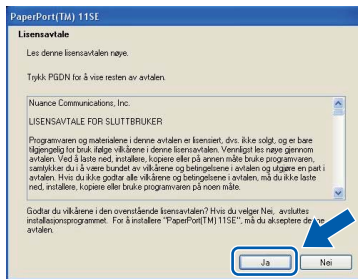 PaperPort(TM) 11SE
Lisensavtale
Les denne lisensavtalen nøye.
Trykk PGDN for å vise resten av avtalen.
Nuance Communications, Inc.
LISENSAVTALE FOR SLUTTBRUKER
Programvaren og materialene i denne avtalen er lisensiert, dvs. ikke solgt, og er bare
tilgjengelig for bruk ifølge vilkårene i denne lisensavtalen. Vennligst les nøye gjennom
avtalen. Ved å laste ned, installere, kopiere eller på annen måte bruke programvaren,
samtykker du i å være bundet av vilkårene og betingelsene i avtalen og utgjøre en part i
avtalen. Hvis du ikke godtar alle vilkårene og betingelsene i avtalen, må du ikke laste
ned, installere, kopiere eller bruke programvaren på noen måte.
Godtar du vilkårene i den ovenstående lisensavtalen? Hvis du velger Nei, avsluttes
installasjonsprogrammet. For å installere "PaperPort(TM) 11SE", må du akseptere denne
avtalen.
Ja
Nei